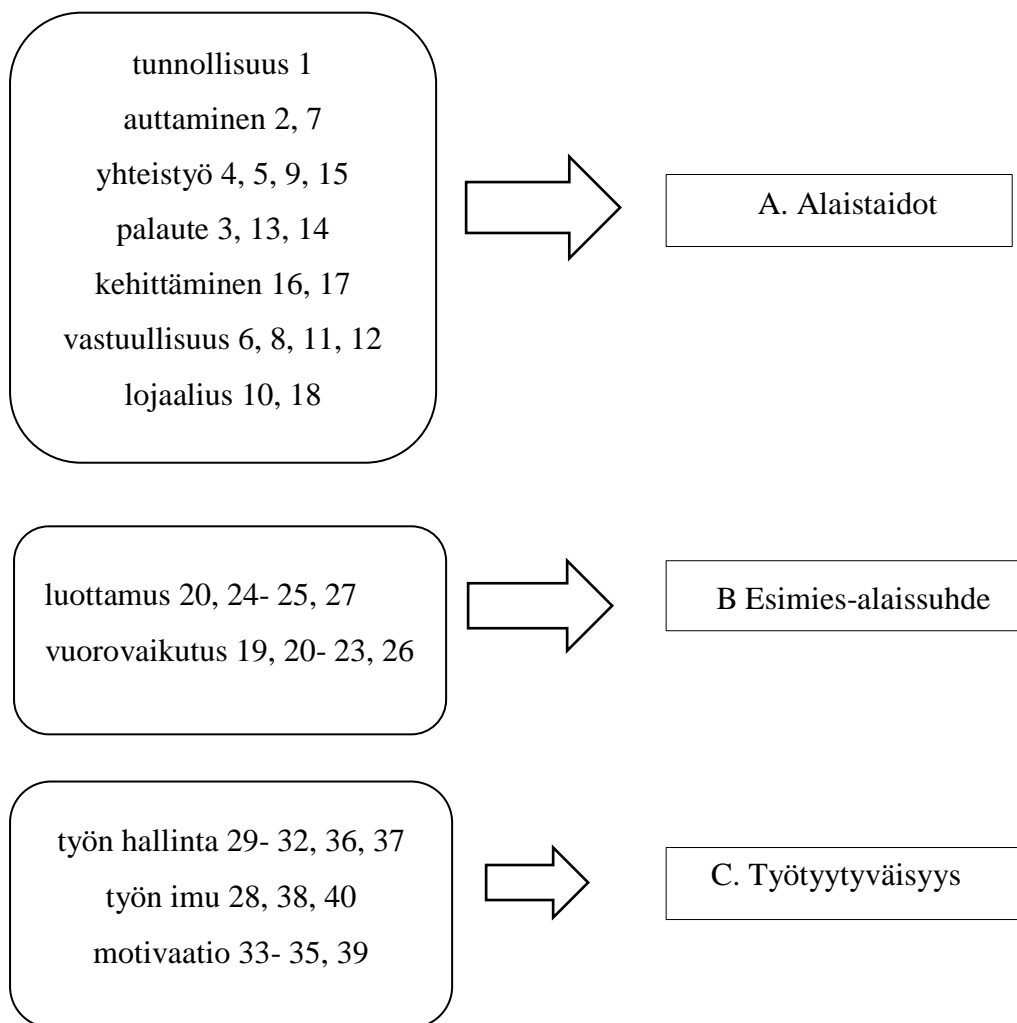 tunnollisuus 1
auttaminen 2, 7
yhteistyö 4, 5, 9, 15
palaute 3, 13, 14
kehittäminen 16, 17
vastuullisuus 6, 8, 11, 12
lojaalius 10, 18
A. Alaistaidot
luottamus 20, 24- 25, 27
vuorovaikutus 19, 20- 23, 26
B Esimies-alaissuhde
työn hallinta 29- 32, 36, 37
työn imu 28, 38, 40
motivaatio 33- 35, 39
C. Työtyytyväisyys